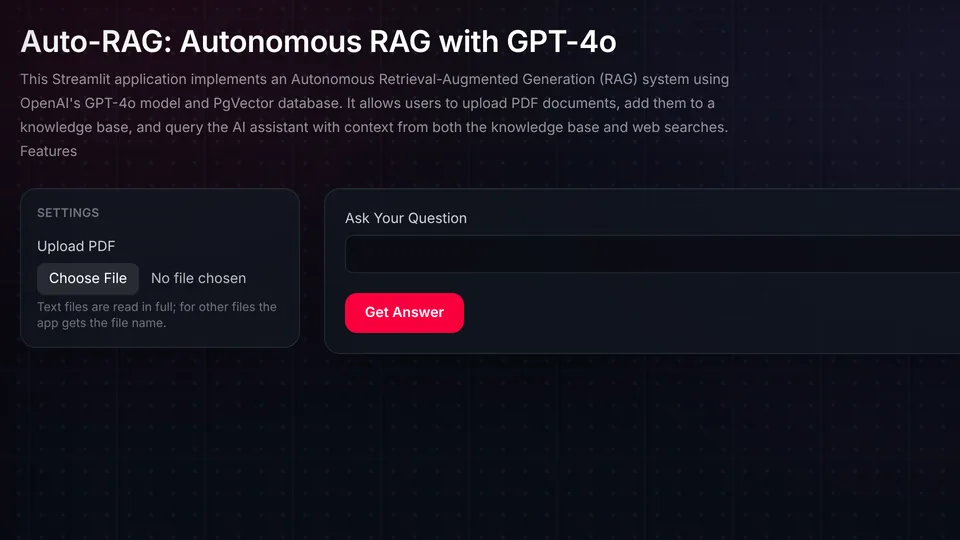 Auto-RAG: Autonomous RAG with GPT-4o
This Streamlit application implements an Autonomous Retrieval-Augmented Generation (RAG) system using
OpenAI's GPT-4o model and PgVector database. It allows users to upload PDF documents, add them to a
knowledge base, and query the AI assistant with context from both the knowledge base and web searches.
Features
SETTINGS
Upload PDF
Choose File No file chosen
Text files are read in full; for other files the
app gets the file name.
Ask Your Question
Get Answer